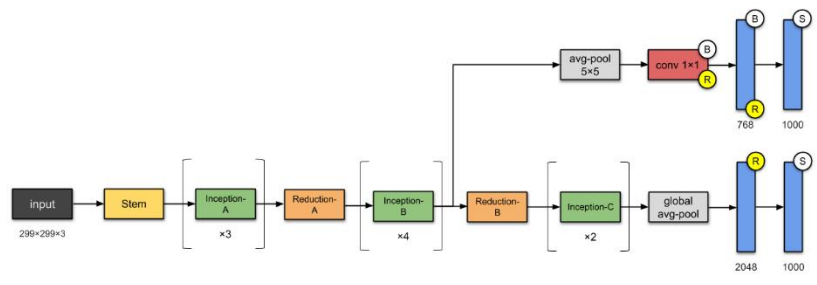 avg-pool
5×5
conv 1×1
B
R
B
R
S
768
1000
input
299×299×3
Stem
Inception-
A
×3
Reduction-
A
Inception-
B
×4
Reduction-
B
Inception-C
×2
global
avg-pool
R
S
2048
1000